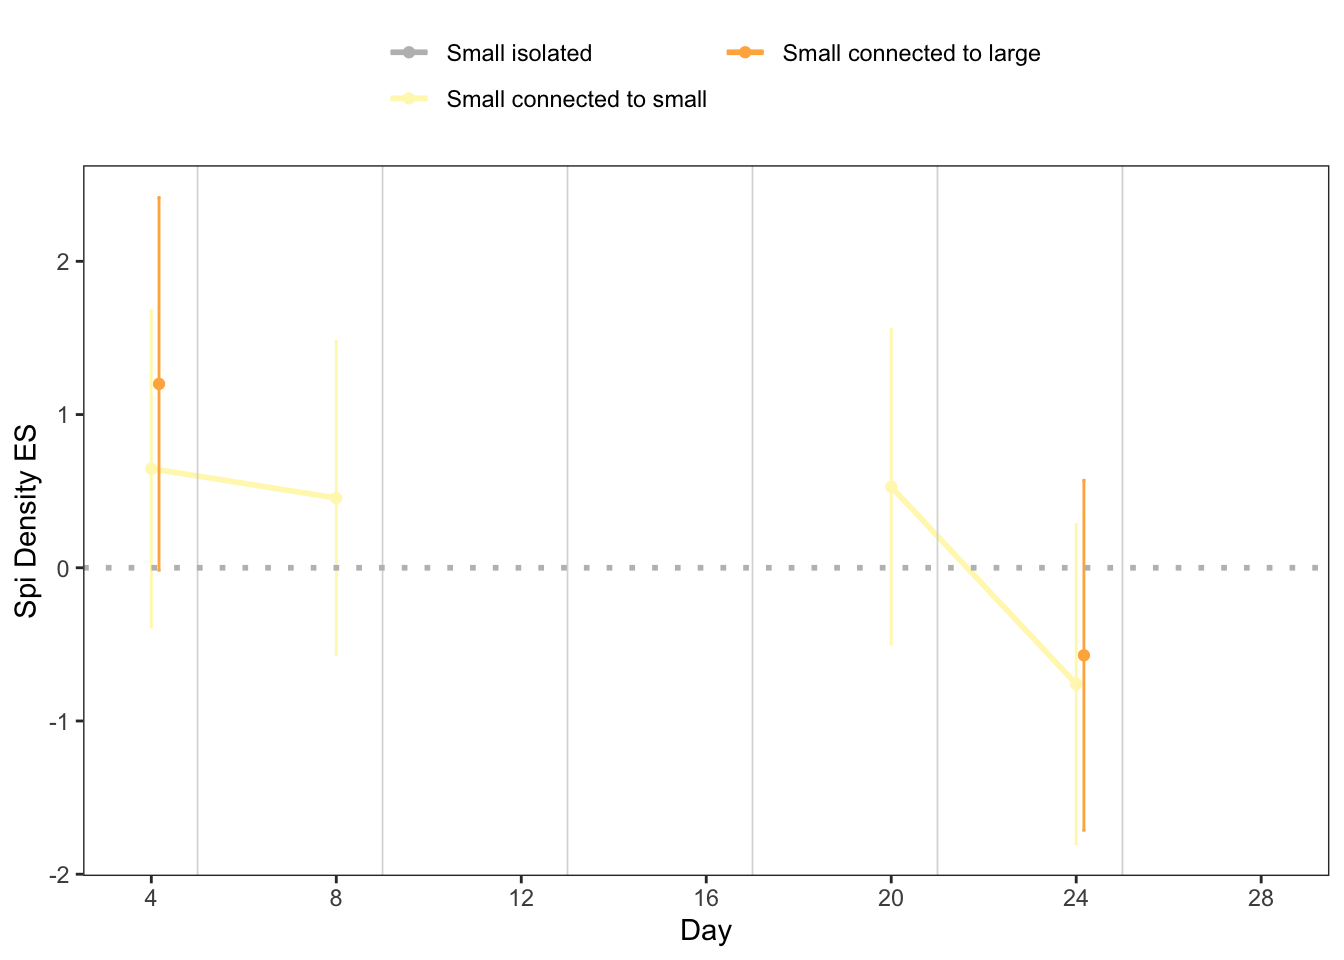 Small isolated
Small connected to large
Small connected to small
Spi Density ES
2
1
0
-1
-2
4 8 12 16 20 24 28
Day